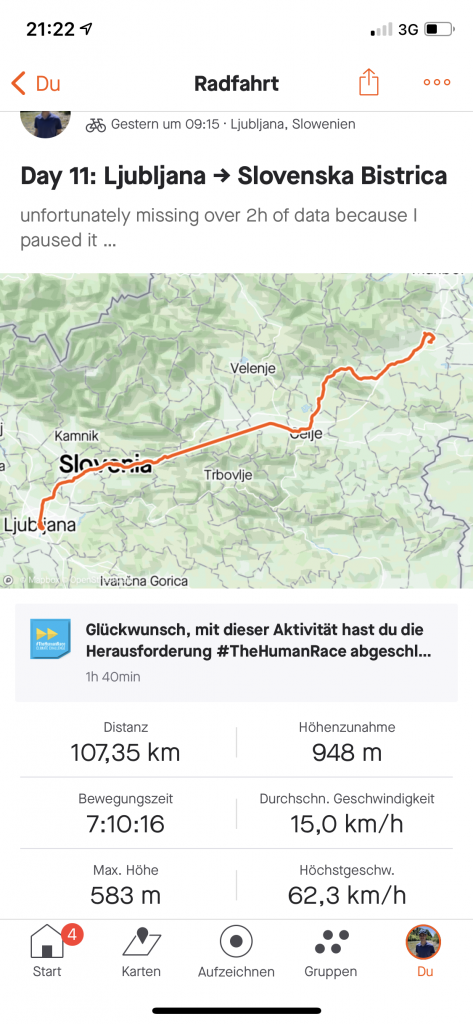 21:22
3G
Du
Radfahrt
Gestern um 09:15 · Ljubljana, Slowenien
Day 11: Ljubljana → Slovenska Bistrica
unfortunately missing over 2h of data because I
paused it ...
Velenje
Celje
Kamnik
Slovenia
Trbovlje
Ljubljana
Ivančna Gorica
Glückwunsch, mit dieser Aktivität hast du die
Herausforderung #TheHumanRace abgeschl...
1h 40min
Distanz
107,35 km
Höhenzunahme
948 m
Bewegungszeit
7:10:16
Durchschn. Geschwindigkeit
15,0 km/h
Max. Höhe
583 m
Höchstgeschw.
62,3 km/h
4
Start
Karten
Aufzeichnen
Gruppen
Du